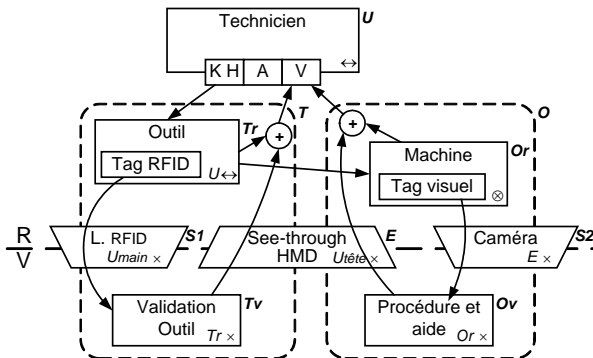 Technicien U
↔
K H A V
T
O
+
+
Outil Tr
Tag RFID
U↔
Machine Or
Tag visuel
⊗
R
V
L. RFID S1
Umain ×
See-through E
HMD Utête ×
Caméra S2
E ×
Validation Tv
Outil
Tr ×
Procédure et Ov
aide
Or ×